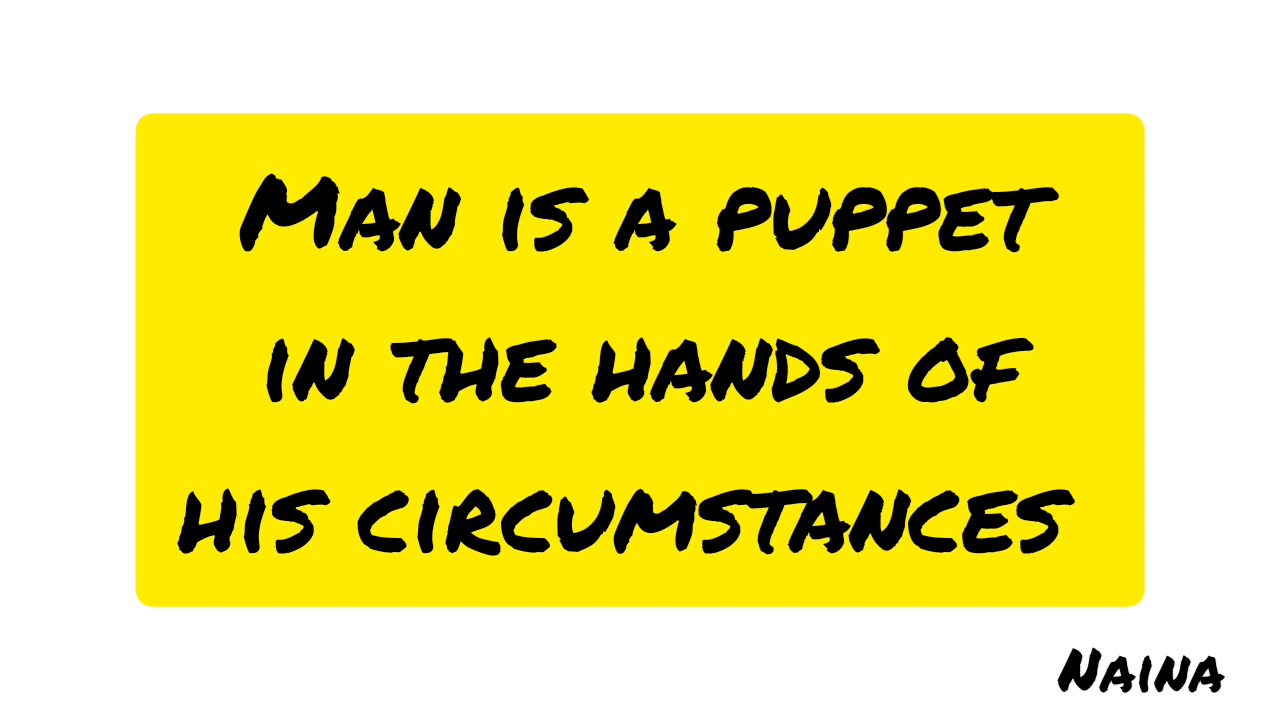 Man is a puppet
in the hands of
his circumstances
Naina